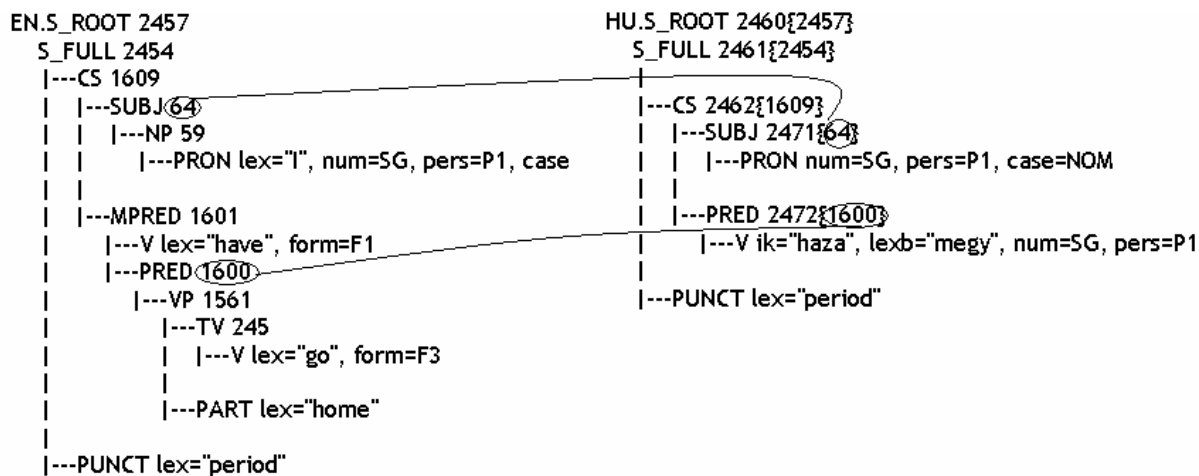 EN.S_ROOT 2457
S_FULL 2454
|---CS 1609
| |---SUBJ 64
| | |---NP 59
| | |---PRON lex="I", num=SG, pers=P1, case
| |
| |---MPRED 1601
| |---V lex="have", form=F1
| |---PRED 1600
| |---VP 1561
| |---TV 245
| | |---V lex="go", form=F3
| |
| |---PART lex="home"
|
|---PUNCT lex="period"
HU.S_ROOT 2460{2457}
S_FULL 2461{2454}
|
|---CS 2462{1609}
| |---SUBJ 2471{64}
| | |---PRON num=SG, pers=P1, case=NOM
| |
| |---PRED 2472{1600}
| |---V ik="haza", lexb="megy", num=SG, pers=P1
|
|---PUNCT lex="period"